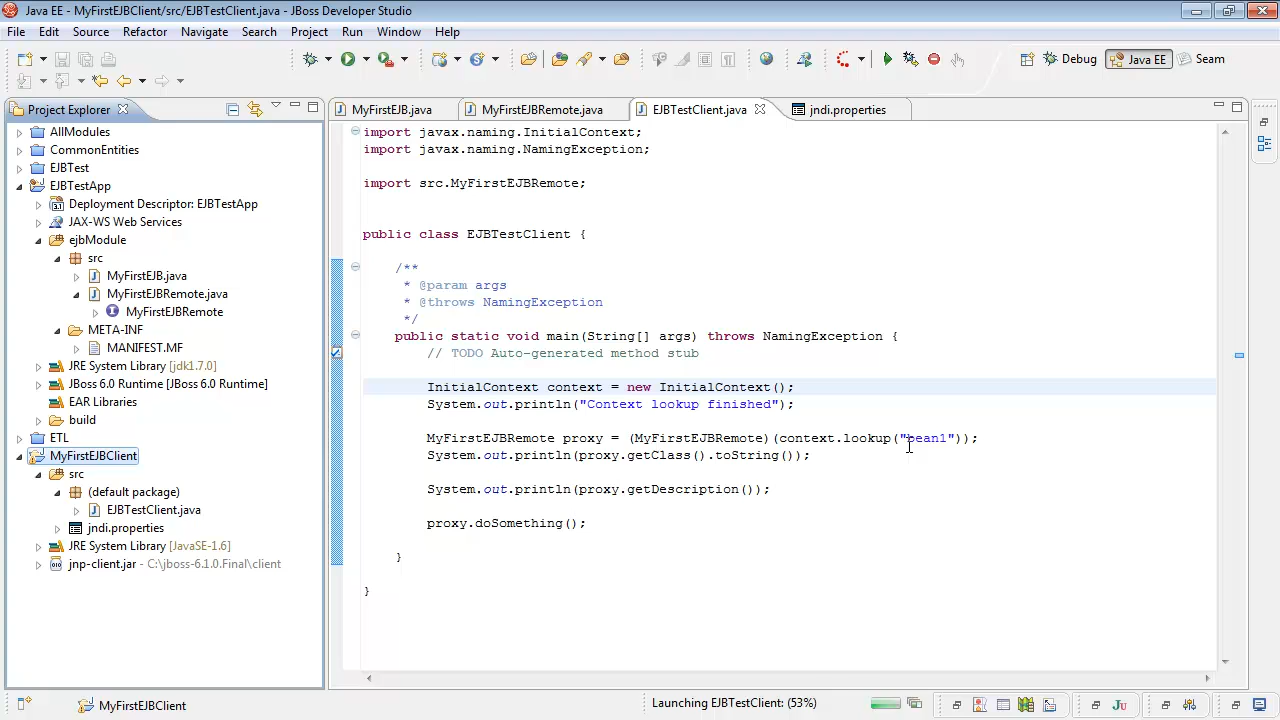 Java EE - MyFirstEJBClient/src/EJBTestClient.java - JBoss Developer Studio
File Edit Source Refactor Navigate Search Project Run Window Help
Debug Java EE Seam
Project Explorer
AllModules
CommonEntities
EJBTest
EJBTestApp
Deployment Descriptor: EJBTestApp
JAX-WS Web Services
ejbModule
src
MyFirstEJB.java
MyFirstEJBRemote.java
MyFirstEJBRemote
META-INF
MANIFEST.MF
JRE System Library [jdk1.7.0]
JBoss 6.0 Runtime [JBoss 6.0 Runtime]
EAR Libraries
build
ETL
MyFirstEJBClient
src
(default package)
EJBTestClient.java
jndi.properties
JRE System Library [JavaSE-1.6]
jnp-client.jar - C:\jboss-6.1.0.Final\client
MyFirstEJB.java MyFirstEJBRemote.java EJBTestClient.java jndi.properties
import javax.naming.InitialContext;
import javax.naming.NamingException;
import src.MyFirstEJBRemote;
public class EJBTestClient {
/**
* @param args
* @throws NamingException
*/
public static void main(String[] args) throws NamingException {
// TODO Auto-generated method stub
InitialContext context = new InitialContext();
System.out.println("Context lookup finished");
MyFirstEJBRemote proxy = (MyFirstEJBRemote)(context.lookup("bean1"));
System.out.println(proxy.getClass().toString());
System.out.println(proxy.getDescription());
proxy.doSomething();
}
}
MyFirstEJBClient
Launching EJBTestClient: (53%)